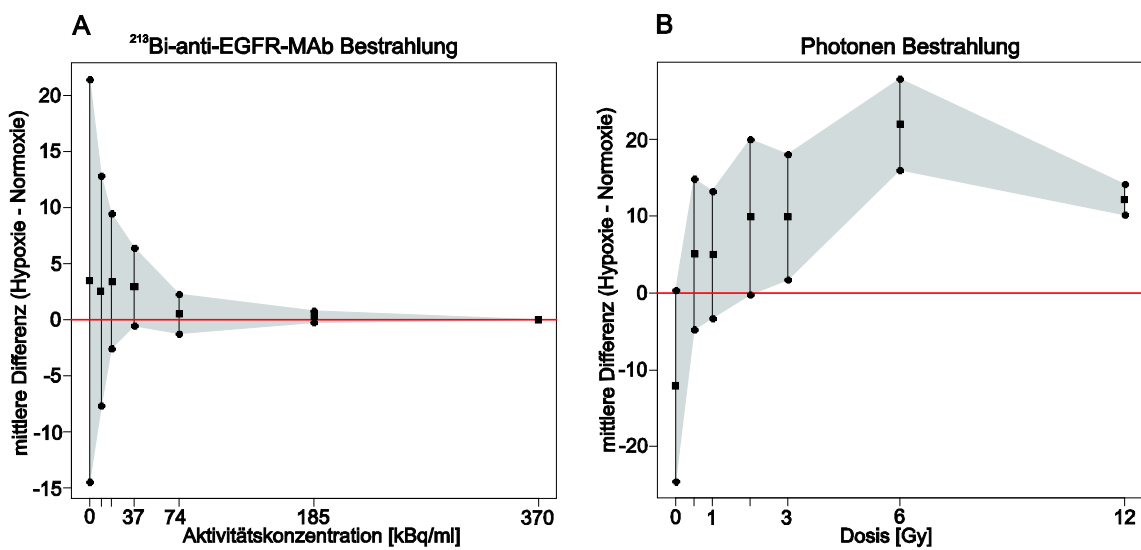 A
²¹³Bi-anti-EGFR-MAb Bestrahlung
mittlere Differenz (Hypoxie - Normoxie)
20
15
10
5
0
-5
-10
-15
0 37 74 185 370
Aktivitätskonzentration [kBq/ml]
B
Photonen Bestrahlung
mittlere Differenz (Hypoxie - Normoxie)
20
10
0
-10
-20
0 1 3 6 12
Dosis [Gy]